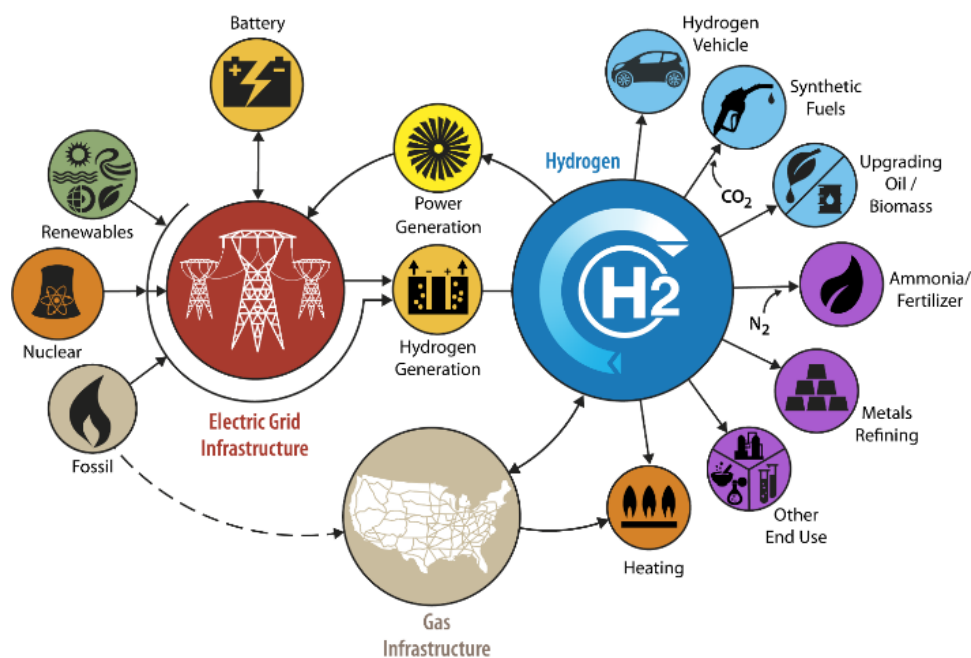 Battery
Hydrogen
Vehicle
Synthetic
Fuels
Hydrogen
Upgrading
Oil /
Biomass
CO2
Power
Generation
Renewables
H2
Ammonia/
Fertilizer
N2
Nuclear
Hydrogen
Generation
Electric Grid
Infrastructure
Metals
Refining
Fossil
Other
End Use
Heating
Gas
Infrastructure